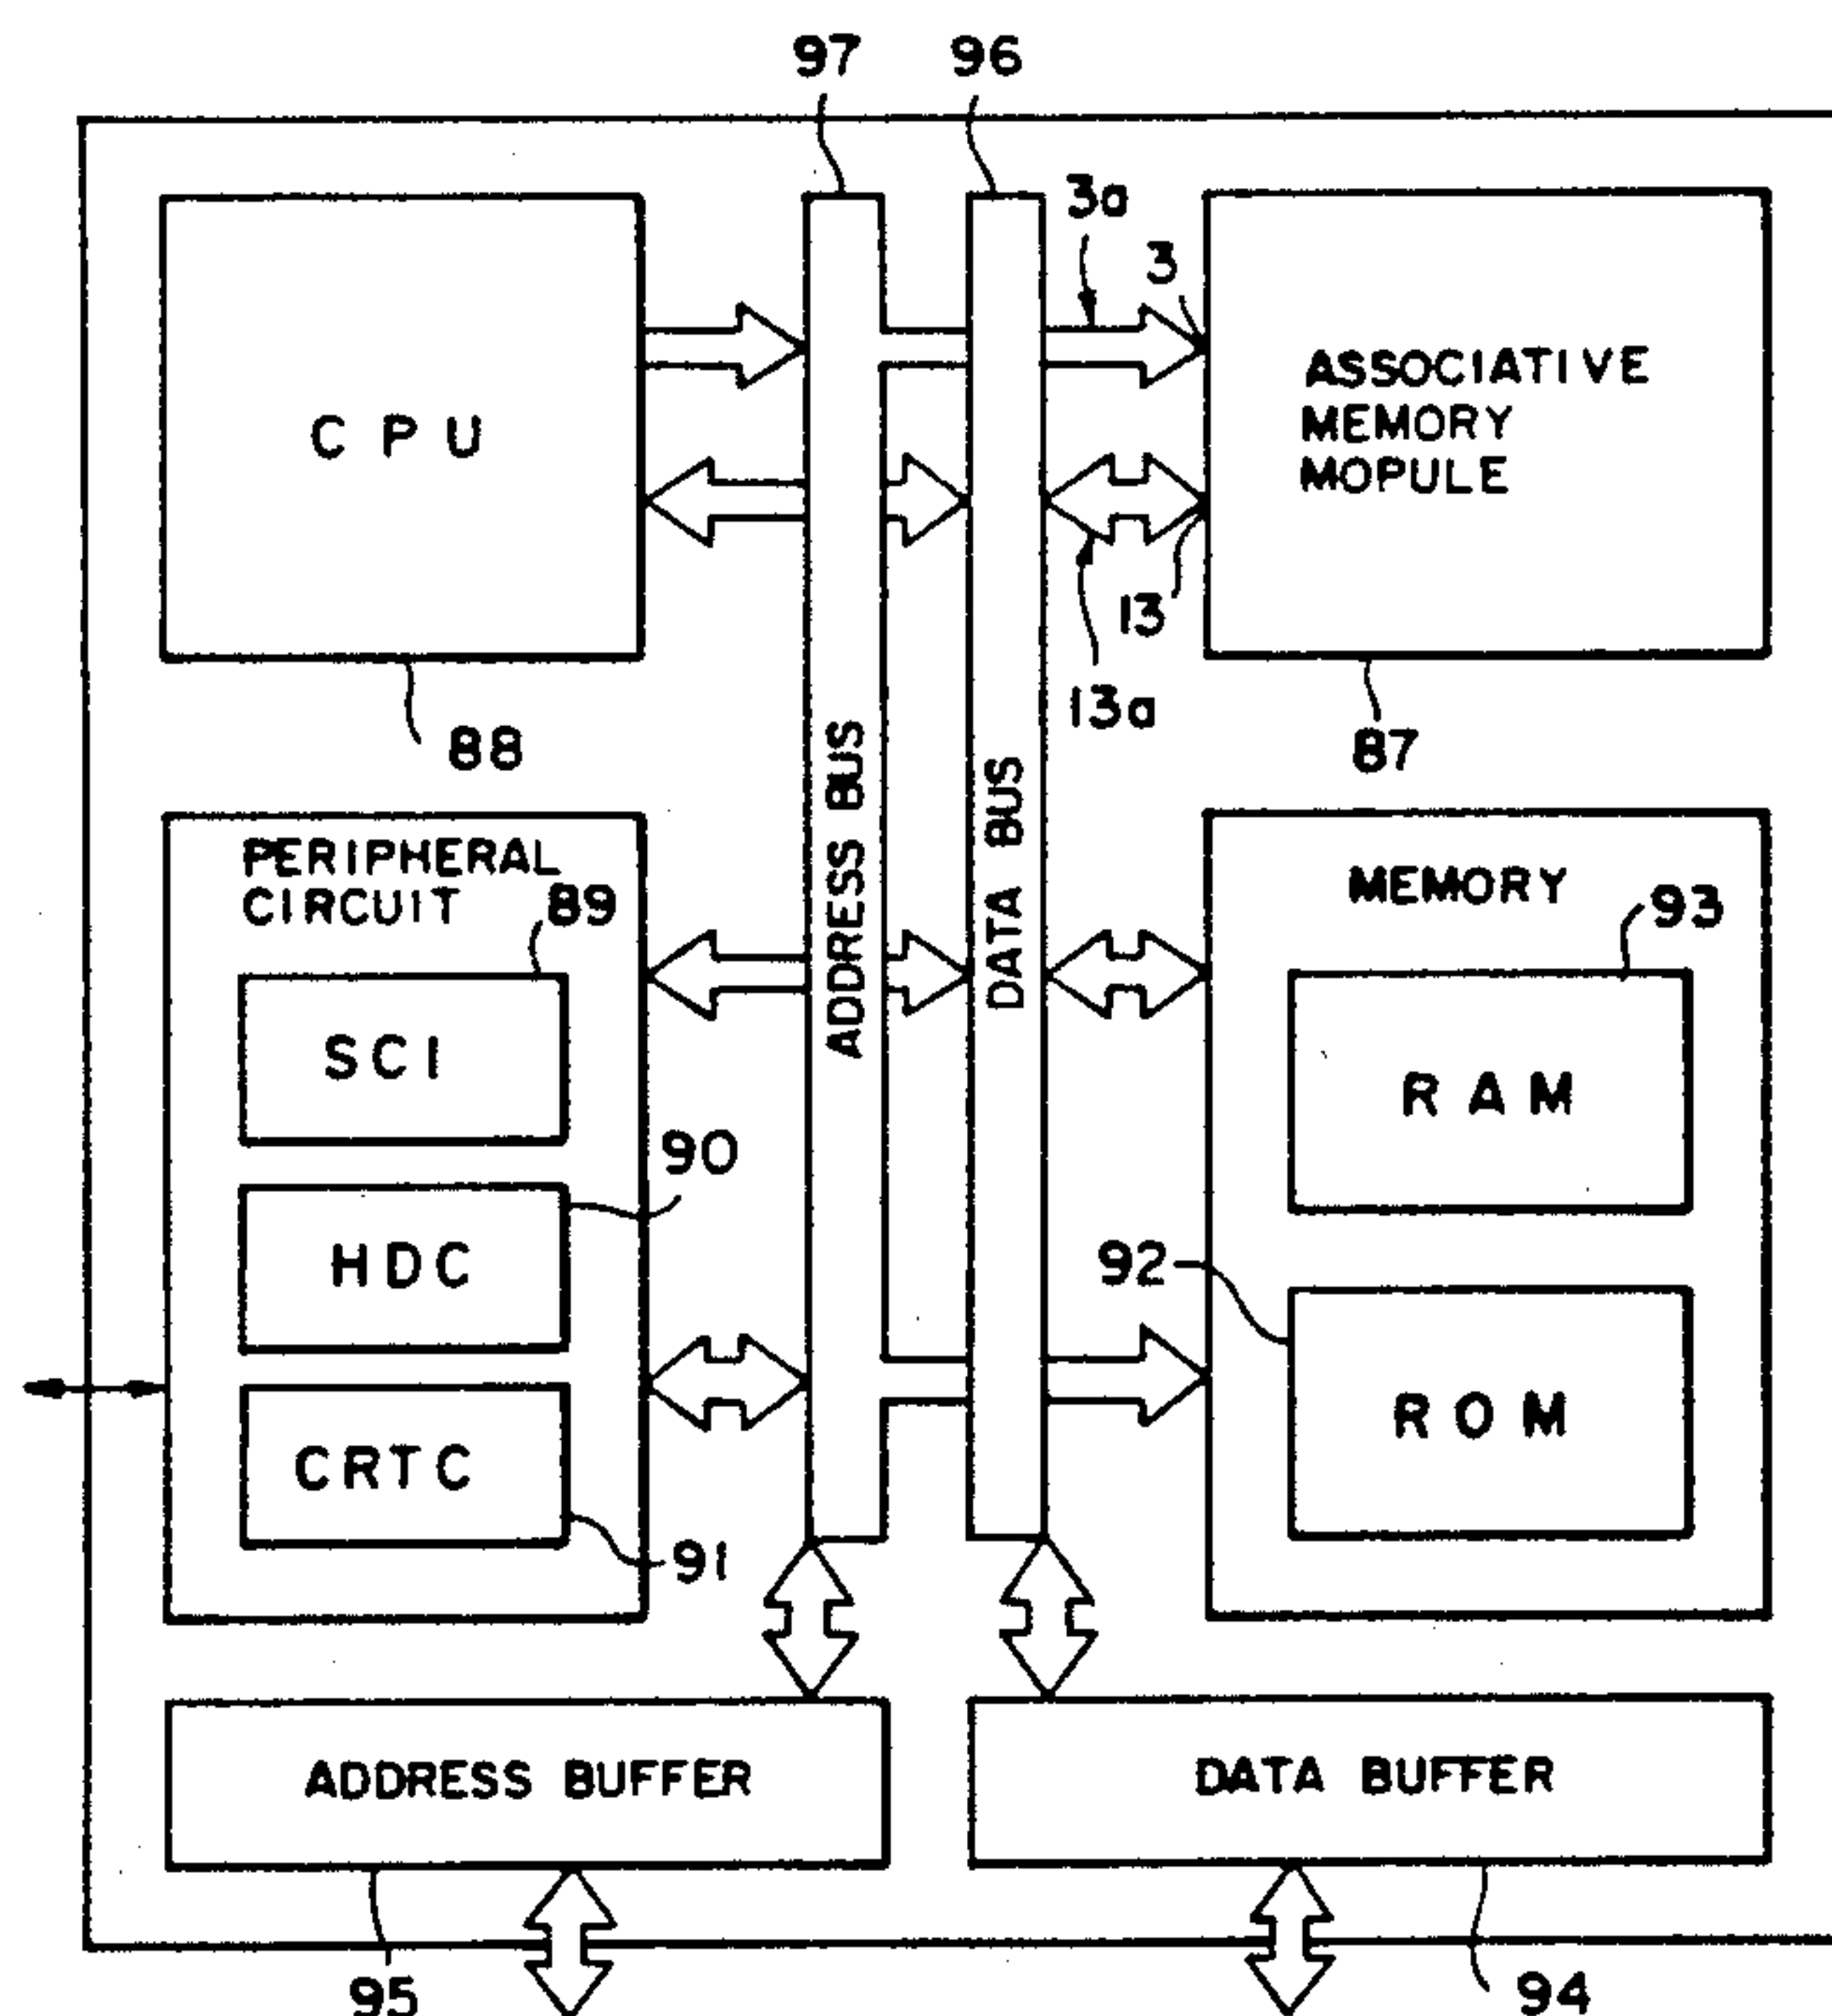 97
96
3a
3
CPU
ASSOCIATIVE
MEMORY
MOPULE
13
13a
88
87
ADDRESS BUS
DATA BUS
PERIPHERAL
CIRCUIT
89
MEMORY
93
SCI
RAM
90
HDC
92
CRTC
ROM
91
ADDRESS BUFFER
DATA BUFFER
95
94